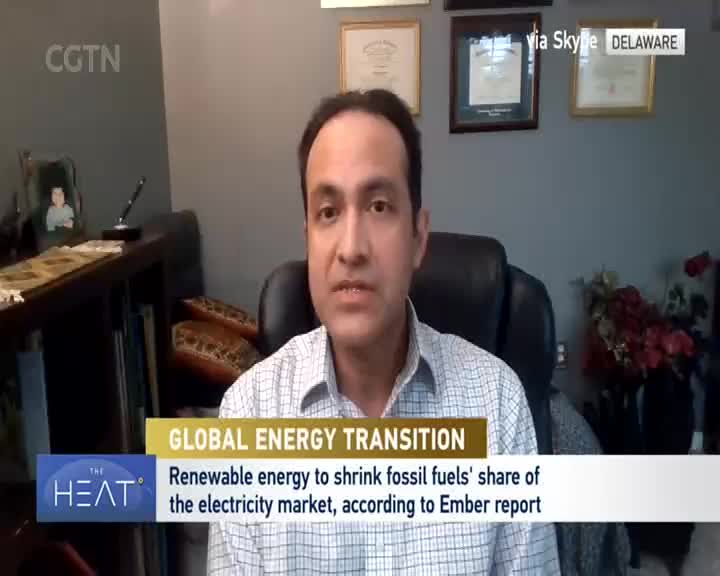 CGTN
via Skype
DELAWARE
GLOBAL ENERGY TRANSITION
THE
HEAT
Renewable energy to shrink fossil fuels' share of
the electricity market, according to Ember report